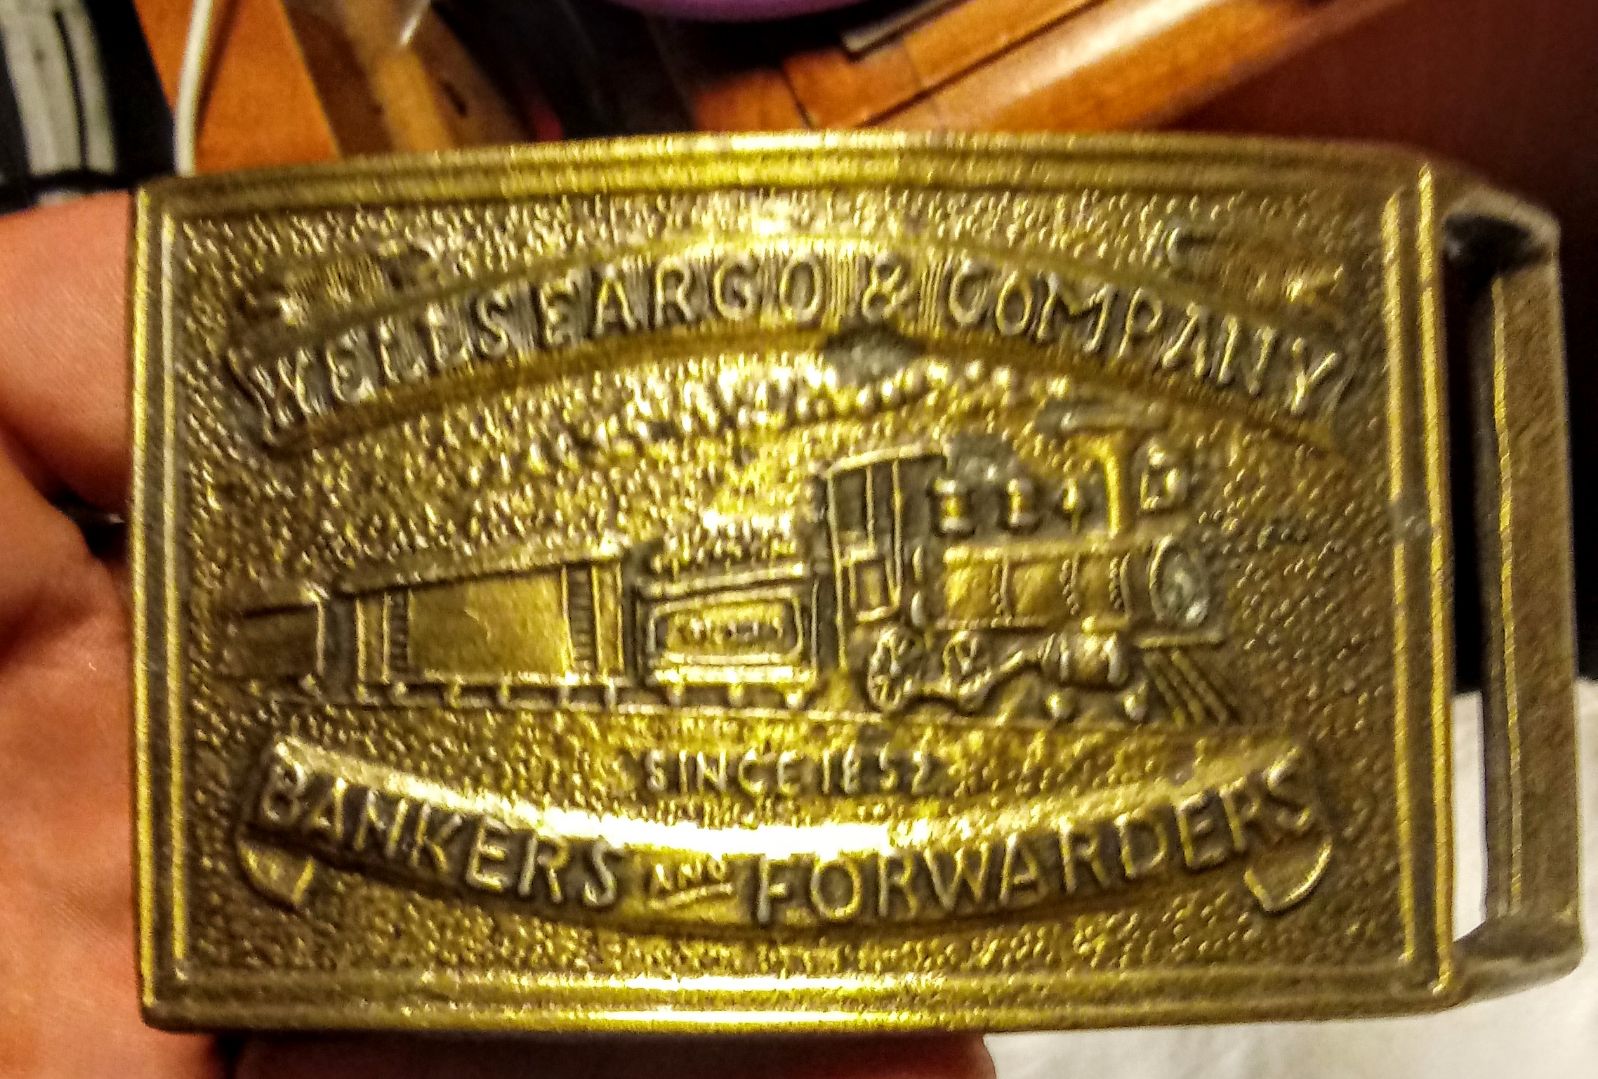 WELLS FARGO & COMPANY
SINCE 1852
BANKERS AND FORWARDERS